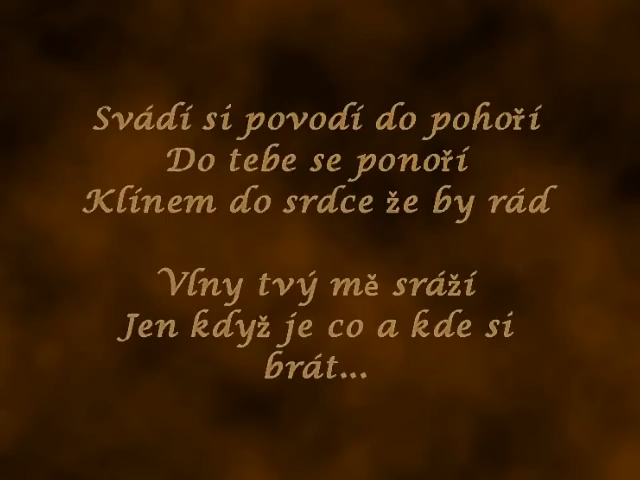 Svádí si povodí do pohoří
Do tebe se ponoří
Klínem do srdce že by rád
Vlny tvý mě sráží
Jen když je co a kde si
brát...